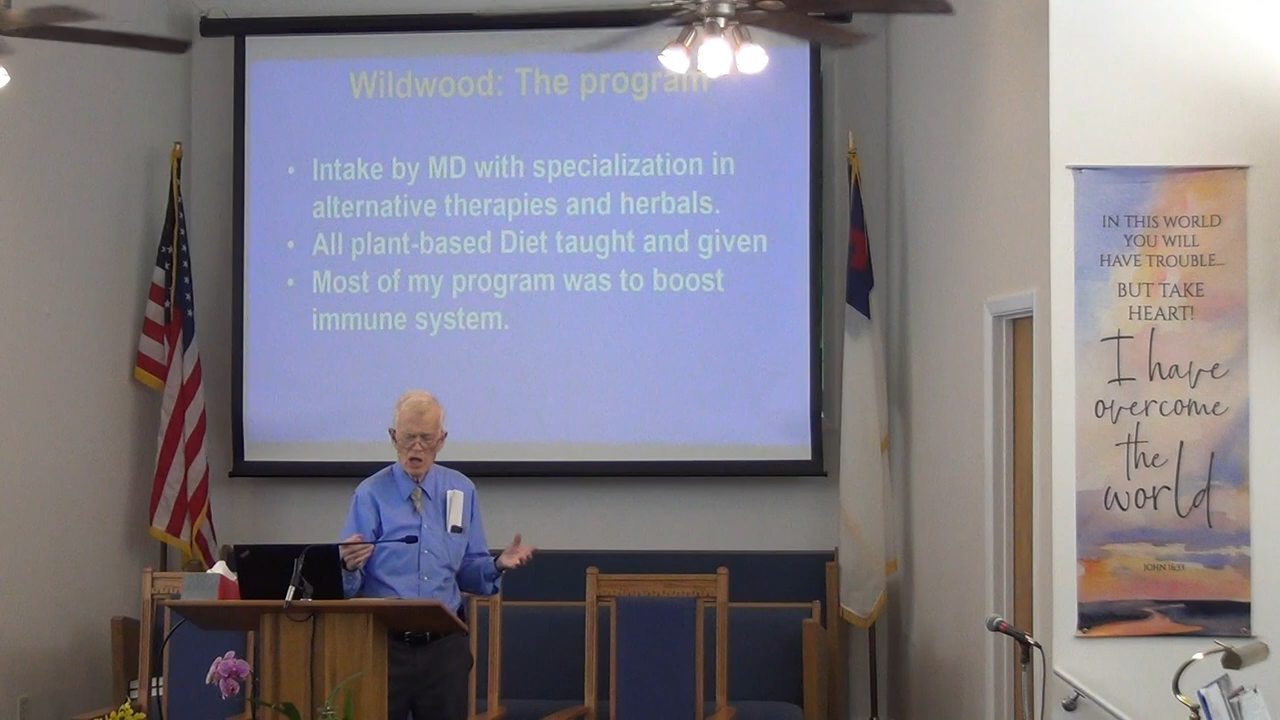 Wildwood: The program
• Intake by MD with specialization in
alternative therapies and herbals.
• All plant-based Diet taught and given
• Most of my program was to boost
immune system.
IN THIS WORLD
YOU WILL
HAVE TROUBLE...
BUT TAKE
HEART!
I have
overcome
the
world
JOHN 16:33